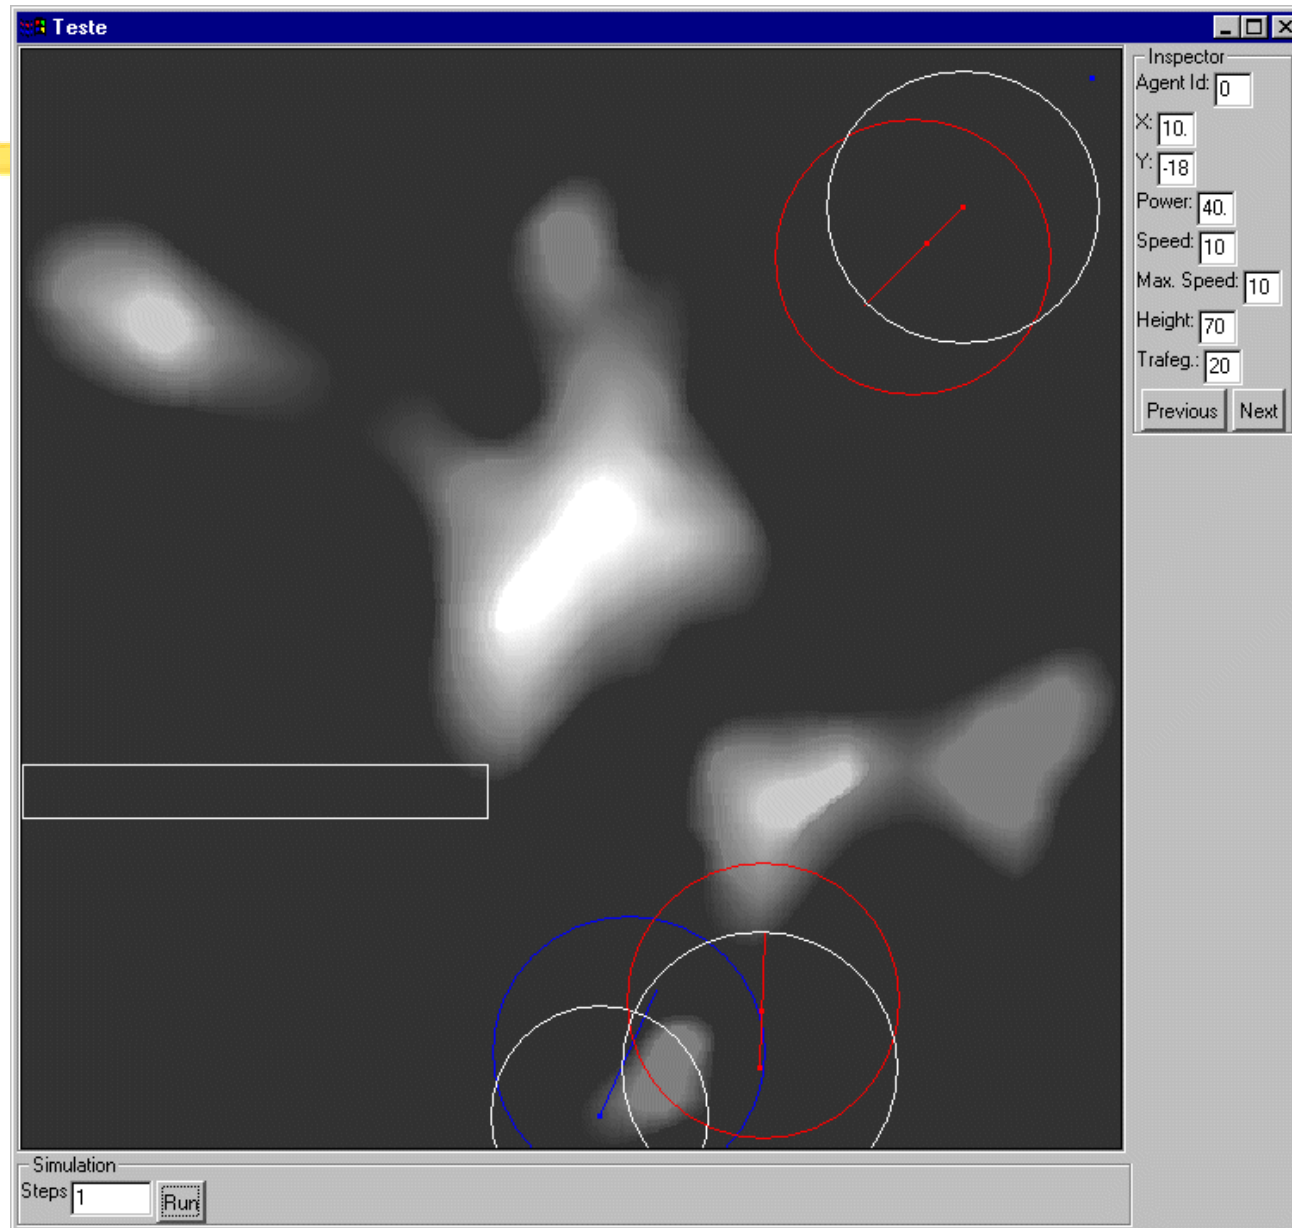 Teste
Inspector
Agent Id: 0
X: 10.
Y: -18
Power: 40.
Speed: 10
Max. Speed: 10
Height: 70
Trafeg.: 20
Previous Next
Simulation
Steps 1 Run